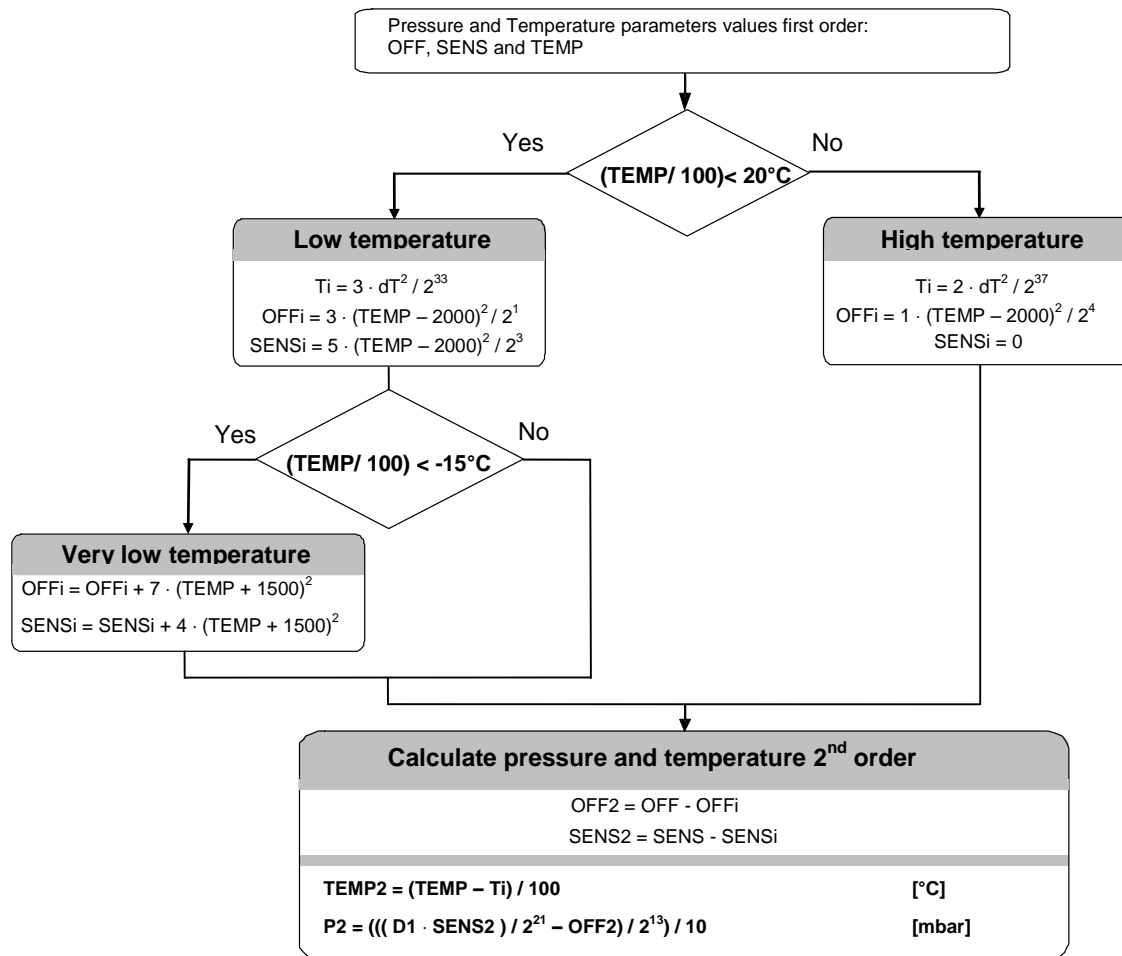 Pressure and Temperature parameters values first order:
OFF, SENS and TEMP
Yes
No
(TEMP/ 100)< 20°C
Low temperature
Ti = 3 · dT² / 2³³
OFFi = 3 · (TEMP – 2000)² / 2¹
SENSi = 5 · (TEMP – 2000)² / 2³
High temperature
Ti = 2 · dT² / 2³⁷
OFFi = 1 · (TEMP – 2000)² / 2⁴
SENSi = 0
Yes
No
(TEMP/ 100) < -15°C
Very low temperature
OFFi = OFFi + 7 · (TEMP + 1500)²
SENSi = SENSi + 4 · (TEMP + 1500)²
Calculate pressure and temperature 2ⁿᵈ order
OFF2 = OFF - OFFi
SENS2 = SENS - SENSi
TEMP2 = (TEMP – Ti) / 100 [°C]
P2 = ((( D1 · SENS2 ) / 2²¹ – OFF2) / 2¹³) / 10 [mbar]